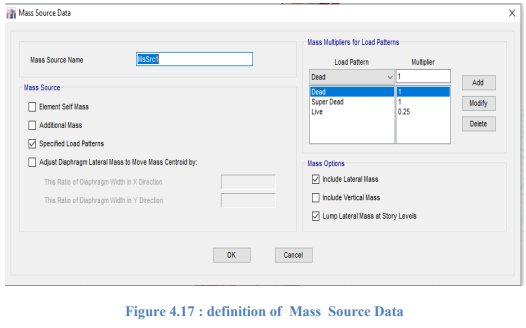 Mass Source Data
X
Mass Source Name
MsSrc1
Mass Source
Element Self Mass
Additional Mass
Specified Load Patterns
Adjust Diaphragm Lateral Mass to Move Mass Centroid by:
This Ratio of Diaphragm Width in X Direction
This Ratio of Diaphragm Width in Y Direction
Mass Multipliers for Load Patterns
Load Pattern Multiplier
Dead 1
Dead 1
Super Dead 1
Live 0.25
Add
Modify
Delete
Mass Options
Include Lateral Mass
Include Vertical Mass
Lump Lateral Mass at Story Levels
OK Cancel
Figure 4.17 : definition of Mass Source Data